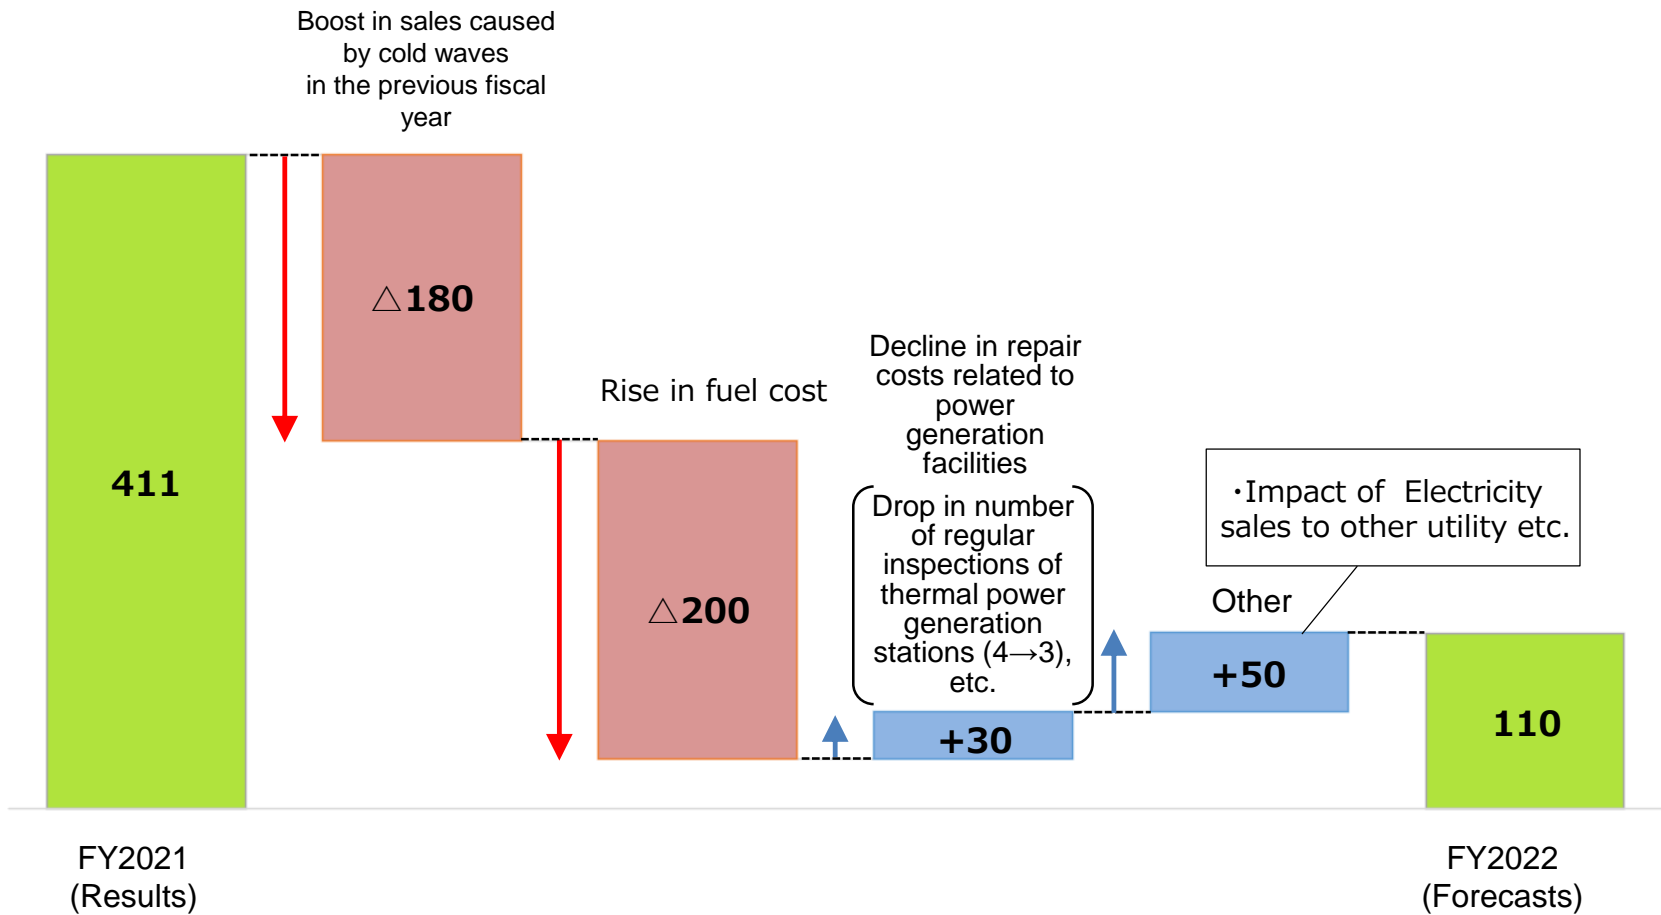 Boost in sales caused
by cold waves
in the previous fiscal
year
△180
411
Rise in fuel cost
△200
Decline in repair
costs related to
power
generation
facilities
Drop in number
of regular
inspections of
thermal power
generation
stations (4→3),
etc.
+30
・Impact of  Electricity
sales to other utility etc.
Other
+50
110
FY2021
(Results)
FY2022
(Forecasts)